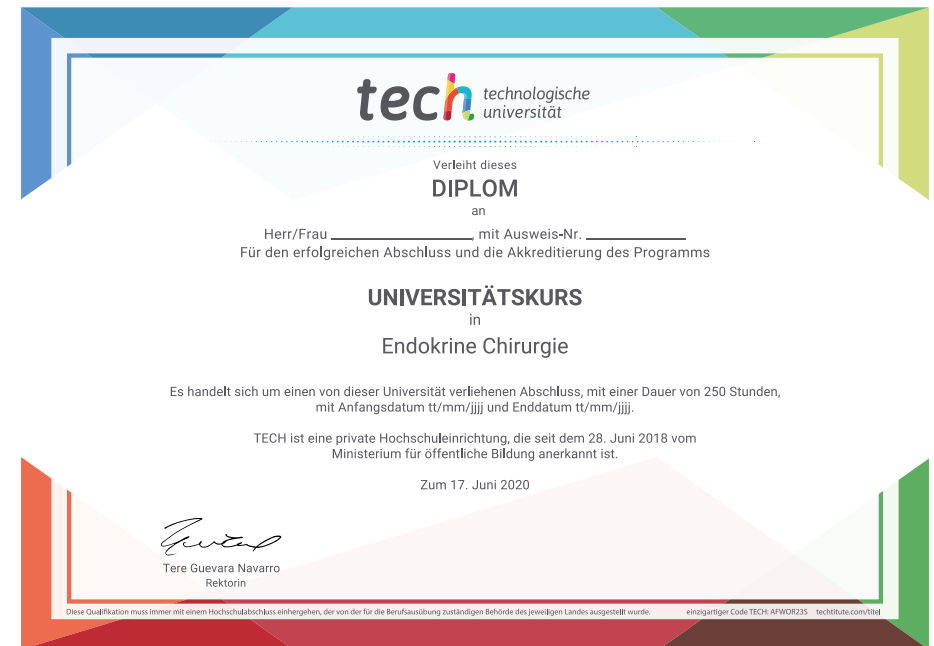 tech technologische
universität
Verleiht dieses
DIPLOM
an
Herr/Frau ____________________, mit Ausweis-Nr. ______________
Für den erfolgreichen Abschluss und die Akkreditierung des Programms
UNIVERSITÄTSKURS
in
Endokrine Chirurgie
Es handelt sich um einen von dieser Universität verliehenen Abschluss, mit einer Dauer von 250 Stunden,
mit Anfangsdatum tt/mm/jjjj und Enddatum tt/mm/jjjj.
TECH ist eine private Hochschuleinrichtung, die seit dem 28. Juni 2018 vom
Ministerium für öffentliche Bildung anerkannt ist.
Zum 17. Juni 2020
Tere Guevara Navarro
Rektorin
Diese Qualifikation muss immer mit einem Hochschulabschluss einhergehen, der von der für die Berufsausübung zuständigen Behörde des jeweiligen Landes ausgestellt wurde. einzigartiger Code TECH: AFWOR235 techtitute.com/titel